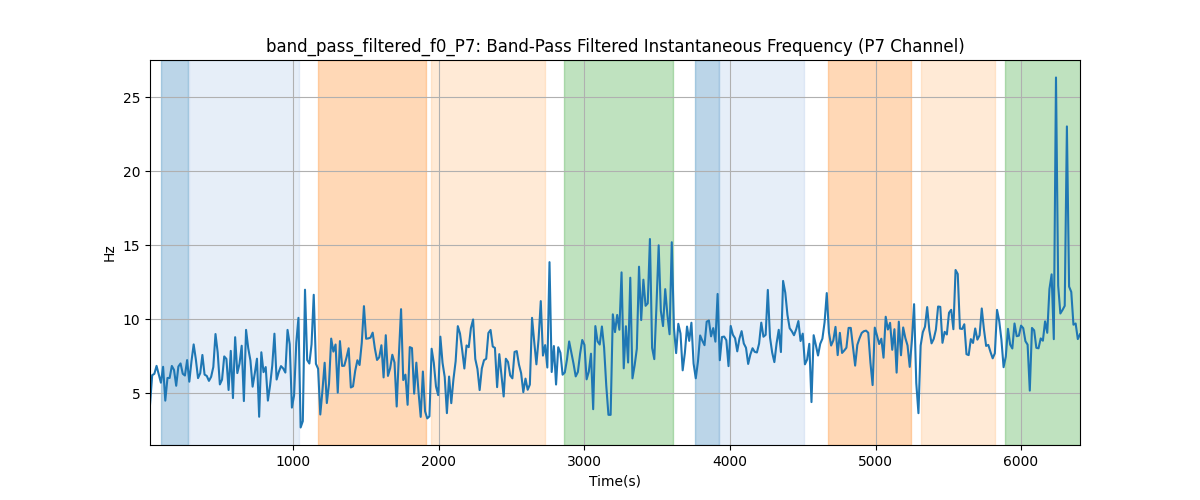 band_pass_filtered_f0_P7: Band-Pass Filtered Instantaneous Frequency (P7 Channel)
25
20
15
10
5
Hz
1000 2000 3000 4000 5000 6000
Time(s)